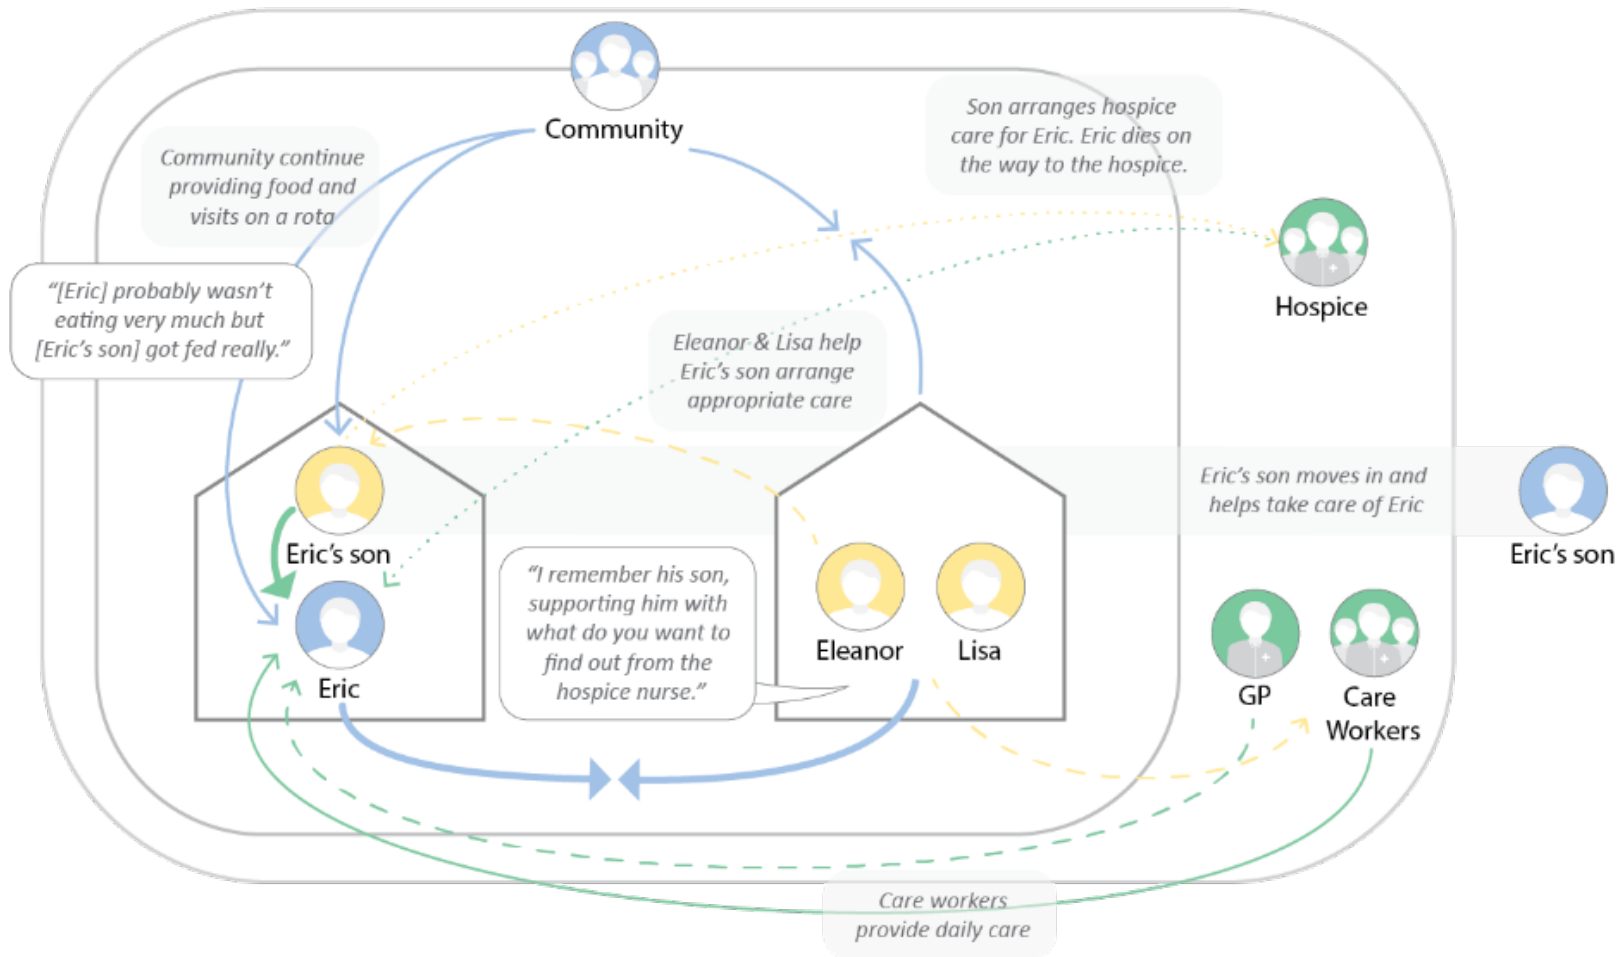 Community
Son arranges hospice
care for Eric. Eric dies on
the way to the hospice.
Community continue
providing food and
visits on a rota
“[Eric] probably wasn’t
eating very much but
[Eric’s son] got fed really.”
Hospice
Eleanor & Lisa help
Eric’s son arrange
appropriate care
Eric’s son moves in and
helps take care of Eric
Eric’s son
Eric’s son
Eric
“I remember his son,
supporting him with
what do you want to
find out from the
hospice nurse.”
Eleanor
Lisa
GP
Care
Workers
Care workers
provide daily care